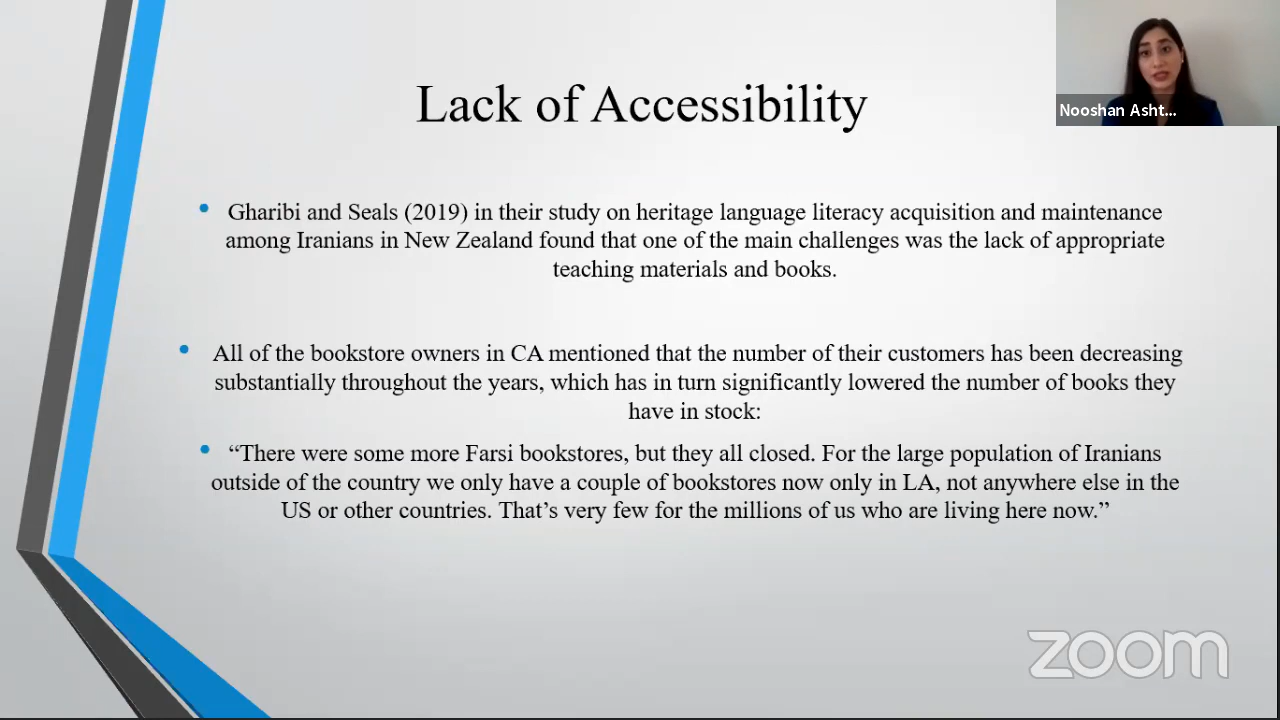 Lack of Accessibility
Nooshan Asht...
• Gharibi and Seals (2019) in their study on heritage language literacy acquisition and maintenance
among Iranians in New Zealand found that one of the main challenges was the lack of appropriate
teaching materials and books.
• All of the bookstore owners in CA mentioned that the number of their customers has been decreasing
substantially throughout the years, which has in turn significantly lowered the number of books they
have in stock:
• “There were some more Farsi bookstores, but they all closed. For the large population of Iranians
outside of the country we only have a couple of bookstores now only in LA, not anywhere else in the
US or other countries. That’s very few for the millions of us who are living here now.”
zoom